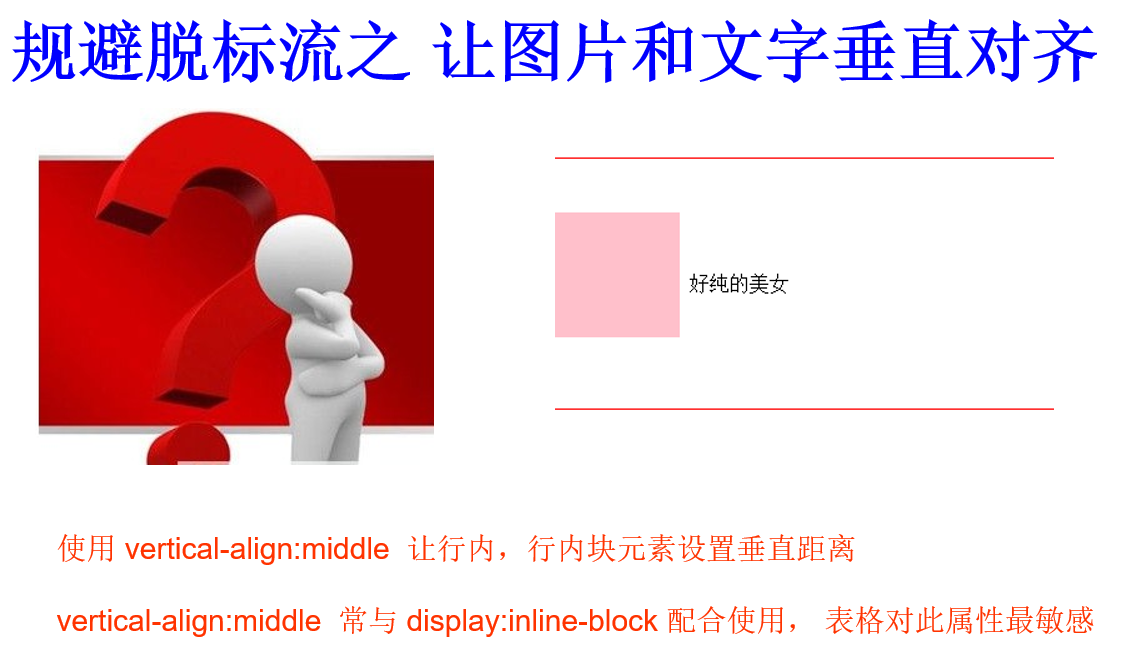 规避脱标流之 让图片和文字垂直对齐
好纯的美女
使用 vertical-align:middle 让行内，行内块元素设置垂直距离
vertical-align:middle 常与 display:inline-block 配合使用， 表格对此属性最敏感